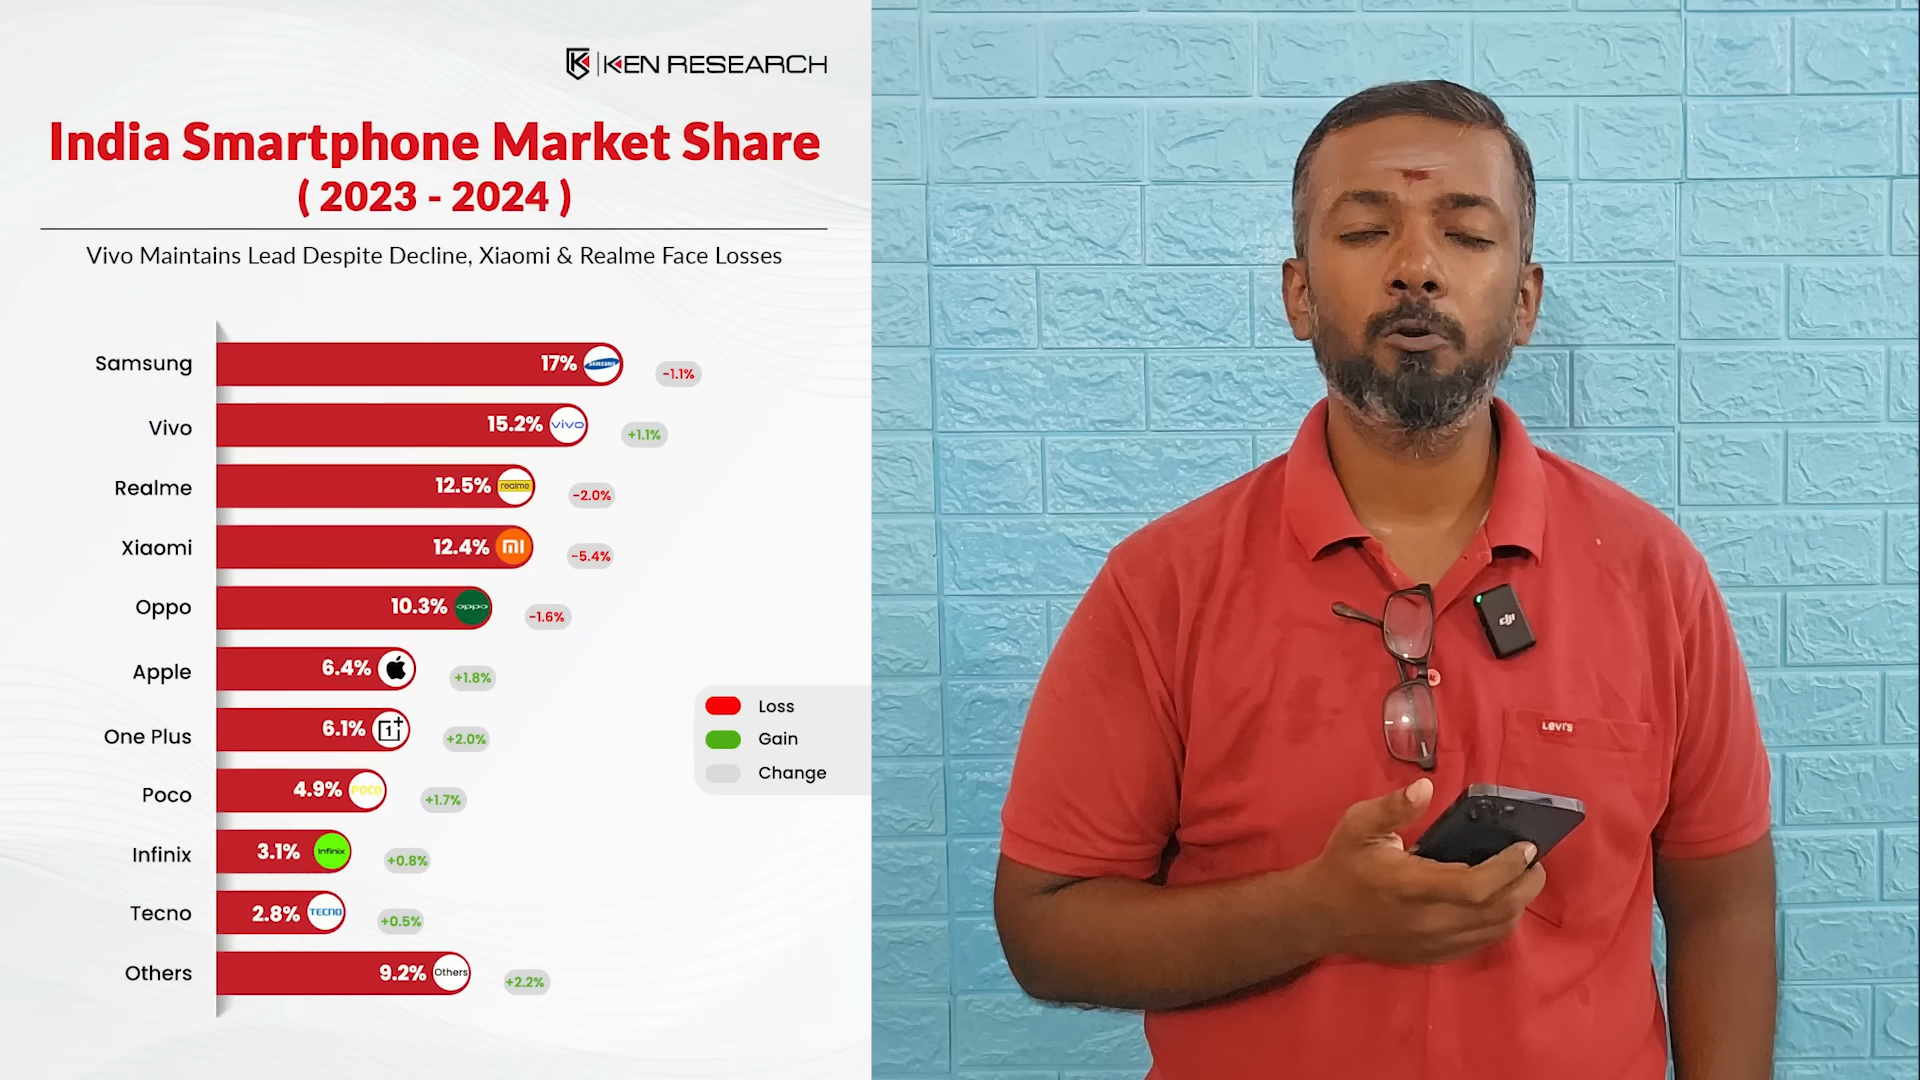 KEN RESEARCH
India Smartphone Market Share
( 2023 - 2024 )
Vivo Maintains Lead Despite Decline, Xiaomi & Realme Face Losses
Samsung 17% SAMSUNG -1.1%
Vivo 15.2% vivo +1.1%
Realme 12.5% realme -2.0%
Xiaomi 12.4% MI -5.4%
Oppo 10.3% oppo -1.6%
Apple 6.4% +1.8%
One Plus 6.1% 1+ +2.0%
Poco 4.9% POCO +1.7%
Infinix 3.1% Infinix +0.8%
Tecno 2.8% TECNO +0.5%
Others 9.2% Others +2.2%
Loss
Gain
Change
dji
Levi's